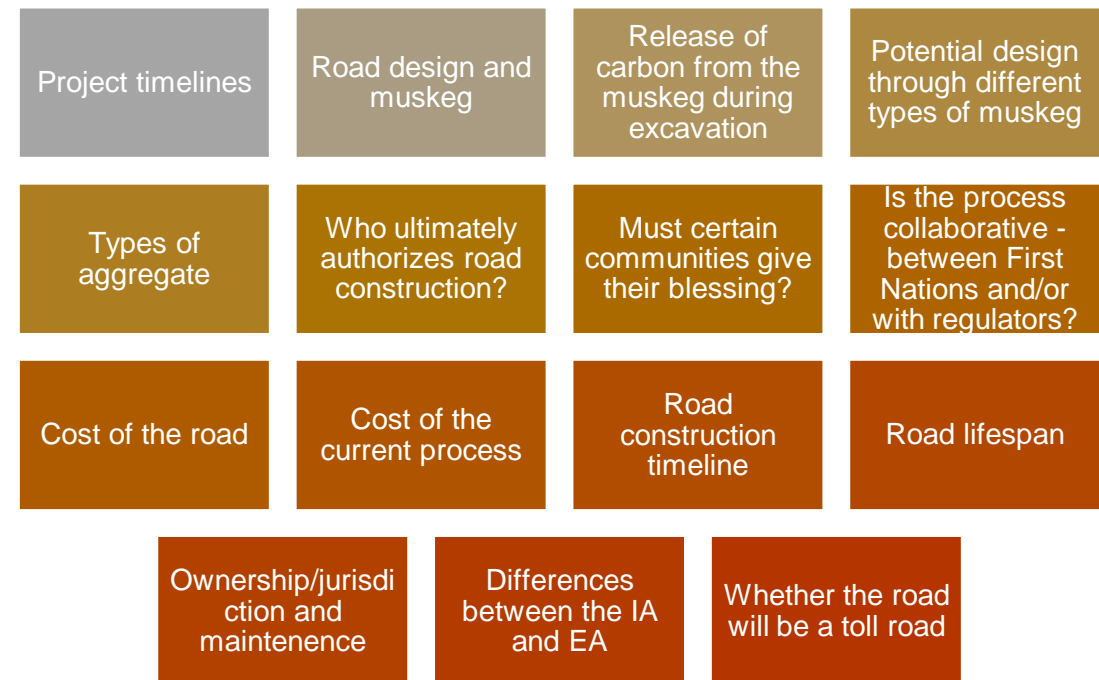 Project timelines
Road design and
muskeg
Release of
carbon from the
muskeg during
excavation
Potential design
through different
types of muskeg
Types of
aggregate
Who ultimately
authorizes road
construction?
Must certain
communities give
their blessing?
Is the process
collaborative -
between First
Nations and/or
with regulators?
Cost of the road
Cost of the
current process
Road
construction
timeline
Road lifespan
Ownership/jurisdi
ction and
maintenence
Differences
between the IA
and EA
Whether the road
will be a toll road